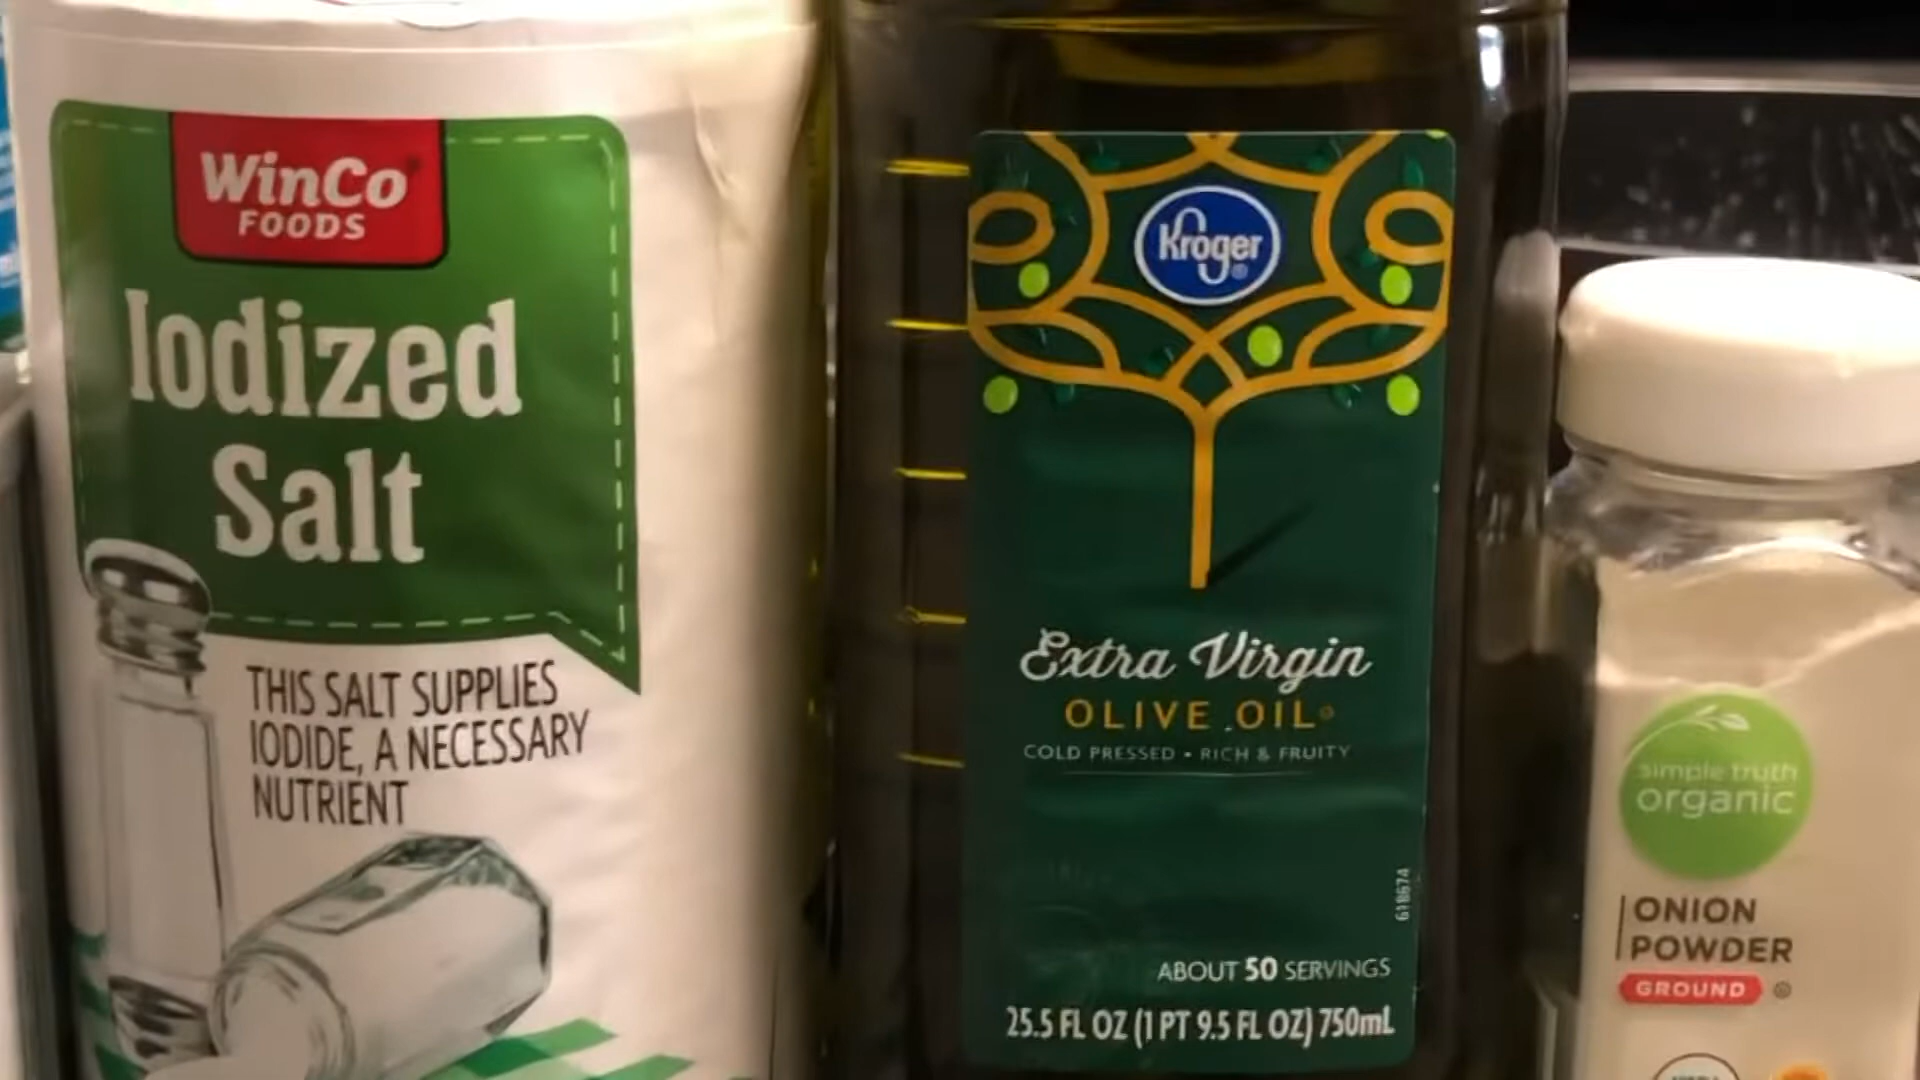 WinCo
FOODS
Iodized
Salt
THIS SALT SUPPLIES
IODIDE, A NECESSARY
NUTRIENT
Kroger®
Extra Virgin
OLIVE OIL
COLD PRESSED • RICH & FRUITY
618674
ABOUT 50 SERVINGS
25.5 FL OZ (1 PT 9.5 FL OZ) 750mL
simple truth
organic
ONION
POWDER
GROUND